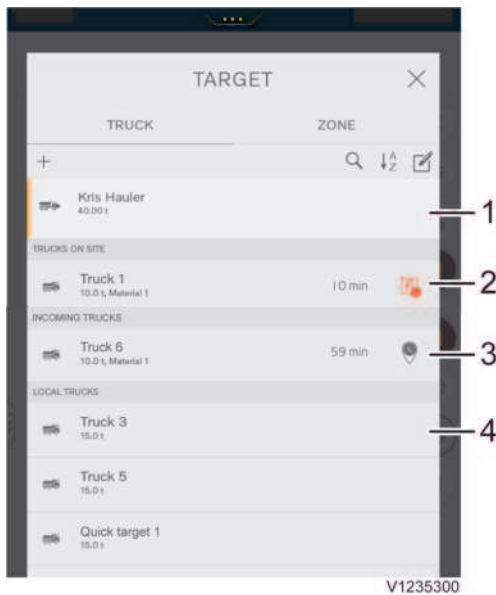 TARGET
TRUCK ZONE
Kris Hauler
40.00 t
1
TRUCKS ON SITE
Truck 1
10.0 t, Material 1
10 min
2
INCOMING TRUCKS
Truck 6
10.0 t, Material 1
59 min
3
LOCAL TRUCKS
Truck 3
15.0 t
4
Truck 5
15.0 t
Quick target 1
15.0 t
V1235300